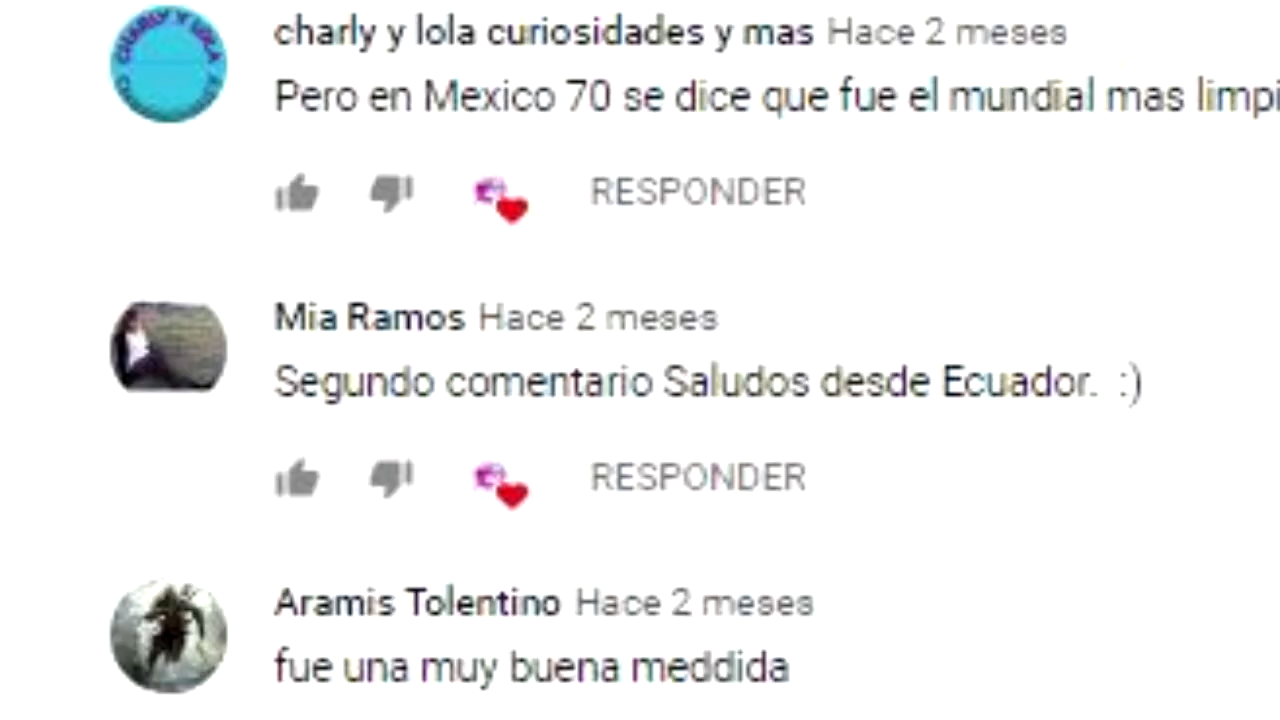 charly y lola curiosidades y mas Hace 2 meses
Pero en Mexico 70 se dice que fue el mundial mas limpi
RESPONDER
Mia Ramos Hace 2 meses
Segundo comentario Saludos desde Ecuador. :)
RESPONDER
Aramis Tolentino Hace 2 meses
fue una muy buena meddida